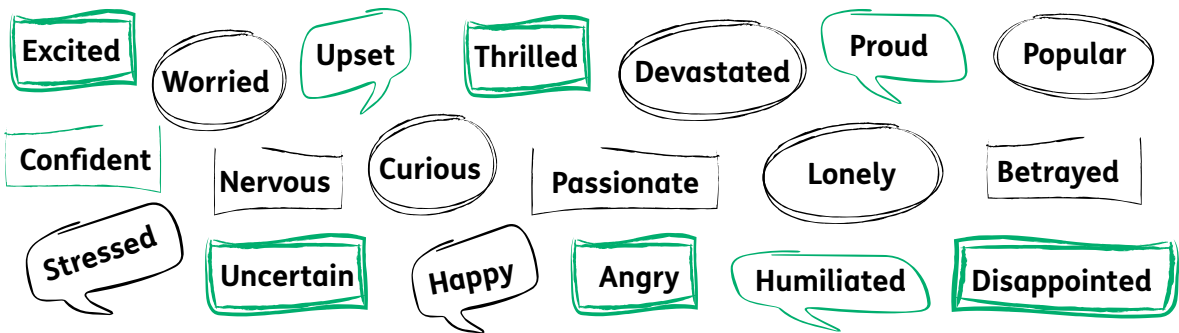 Excited
Worried
Upset
Thrilled
Devastated
Proud
Popular
Confident
Nervous
Curious
Passionate
Lonely
Betrayed
Stressed
Uncertain
Happy
Angry
Humiliated
Disappointed